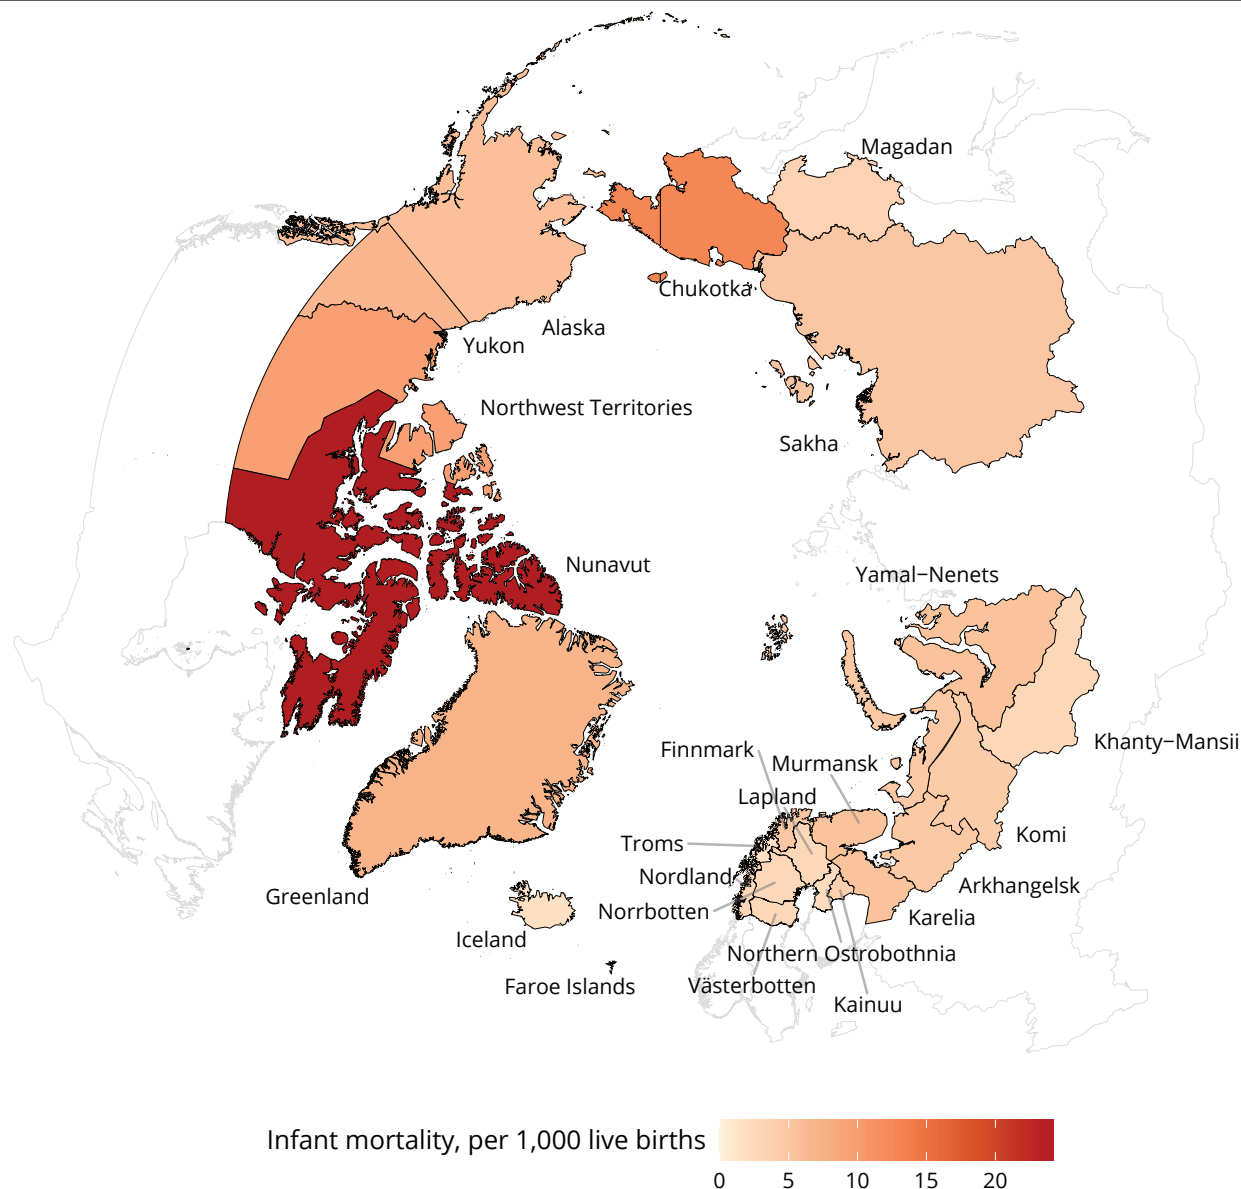 Magadan
Chukotka
Alaska
Yukon
Northwest Territories
Sakha
Nunavut
Yamal−Nenets
Khanty−Mansii
Finnmark
Murmansk
Lapland
Komi
Troms
Nordland
Arkhangelsk
Greenland
Norrbotten
Karelia
Iceland
Northern Ostrobothnia
Faroe Islands
Västerbotten
Kainuu
Infant mortality, per 1,000 live births
0 5 10 15 20